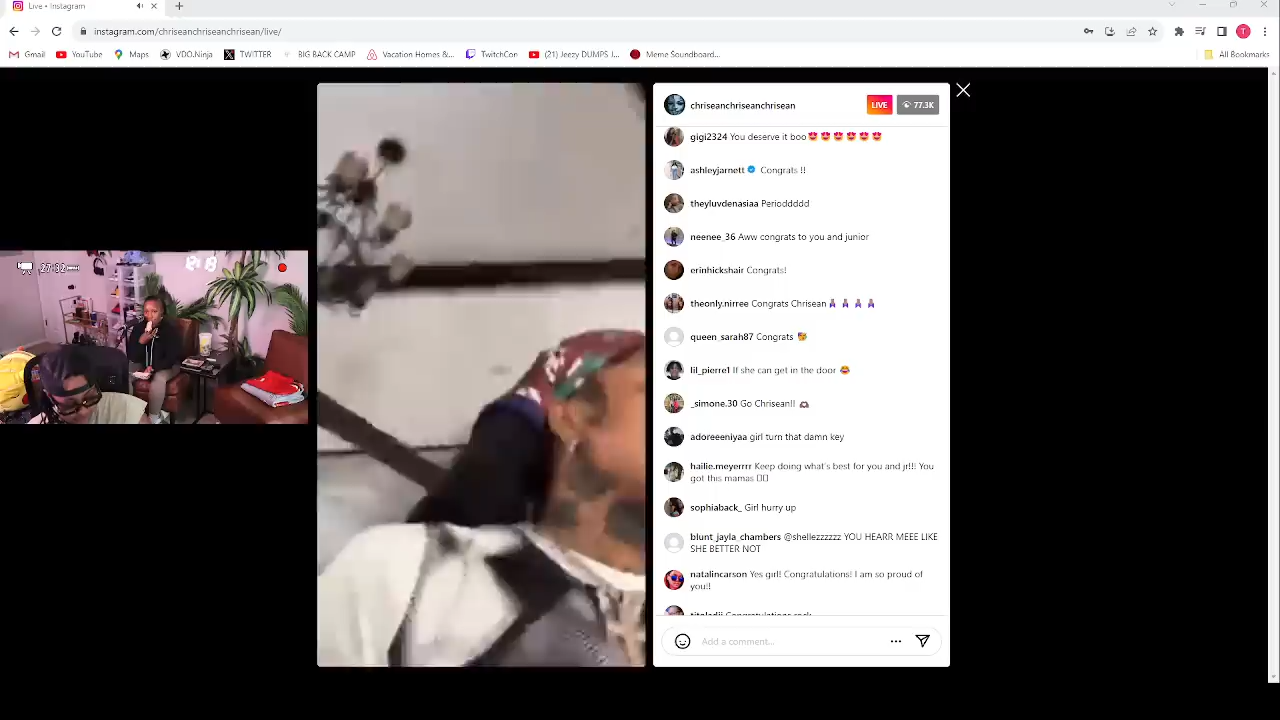 Live • Instagram
instagram.com/chriseanchriseanchrisean/live/
Gmail YouTube Maps VDO.Ninja TWITTER BIG BACK CAMP Vacation Homes &... TwitchCon (21) Jeezy DUMPS J... Meme Soundboard... All Bookmarks
chriseanchriseanchrisean LIVE 77.3K
gigi2324 You deserve it boo😍😍😍😍😍😍
ashleyjarnett Congrats !!
theyluvdenasiaa Perioddddd
neenee_36 Aww congrats to you and junior
erinhickshair Congrats!
theonly.nirree Congrats Chrisean
queen_sarah87 Congrats 🥳
lil_pierre1 If she can get in the door 😂
_simone.30 Go Chrisean!! 🫶🏽
adoreeeniyaa girl turn that damn key
hailie.meyerrrr Keep doing what's best for you and jr!!! You
got this mamas
sophiaback_ Girl hurry up
blunt_jayla_chambers @shellezzzzzz YOU HEARR MEEE LIKE
SHE BETTER NOT
natalincarson Yes girl! Congratulations! I am so proud of
you!!
Add a comment...
27:32
T